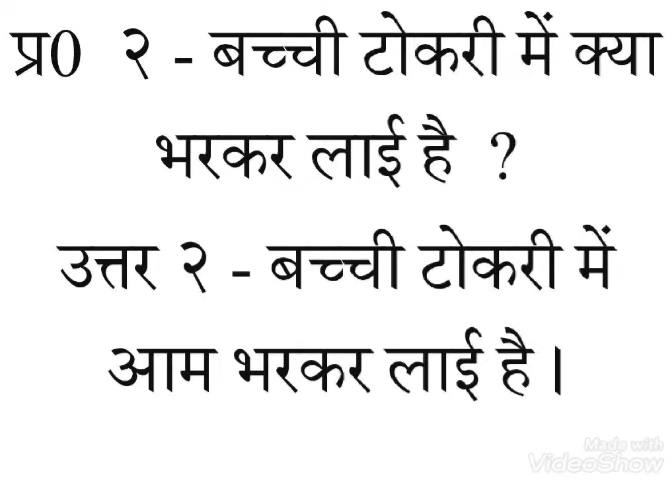 प्र0 २ - बच्ची टोकरी में क्या
भरकर लाई है ?
उत्तर २ - बच्ची टोकरी में
आम भरकर लाई है।
Made with
VideoShow